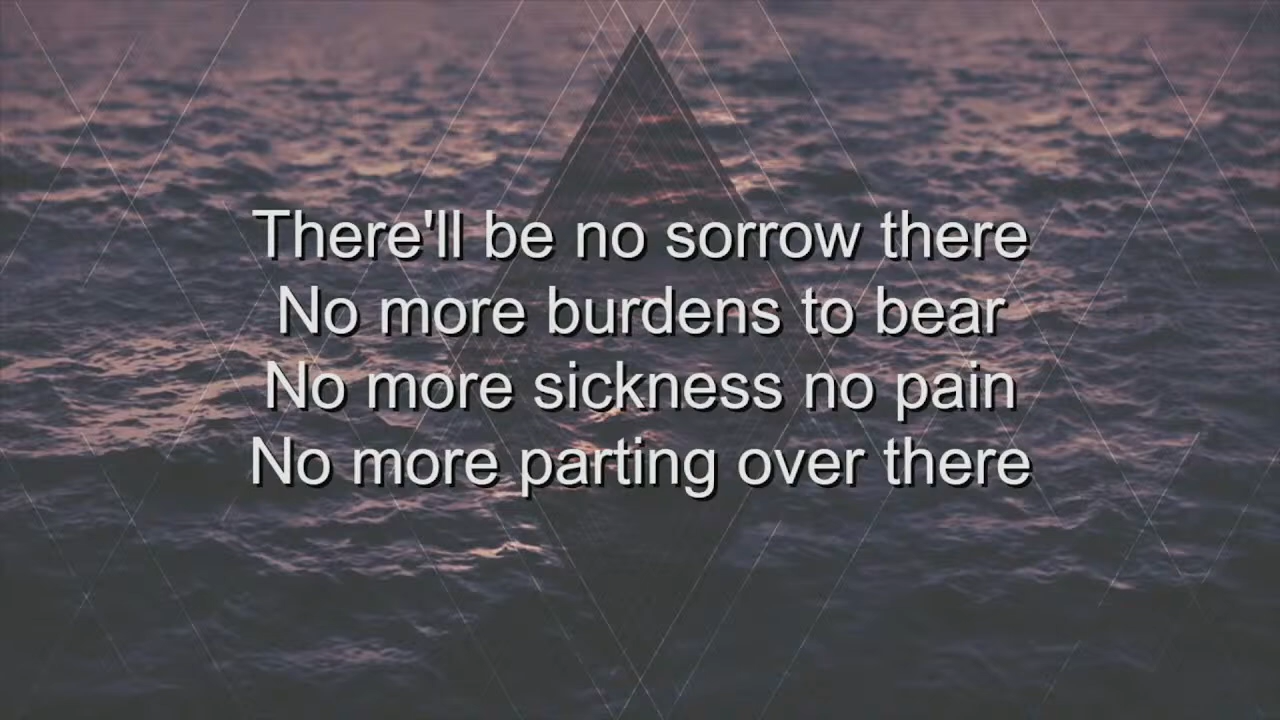 There'll be no sorrow there
No more burdens to bear
No more sickness no pain
No more parting over there